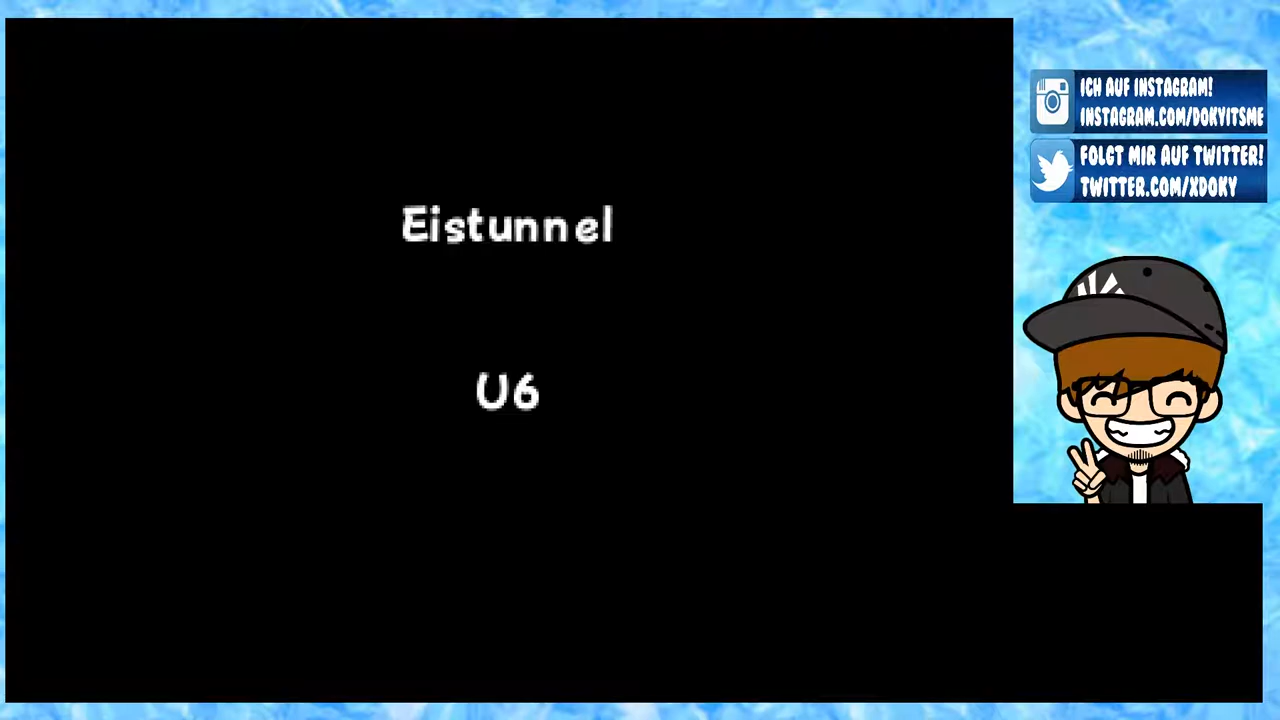 Eistunnel
U6
ICH AUF INSTAGRAM!
INSTAGRAM.COM/DOKYITSME
FOLGT MIR AUF TWITTER!
TWITTER.COM/XDOKY